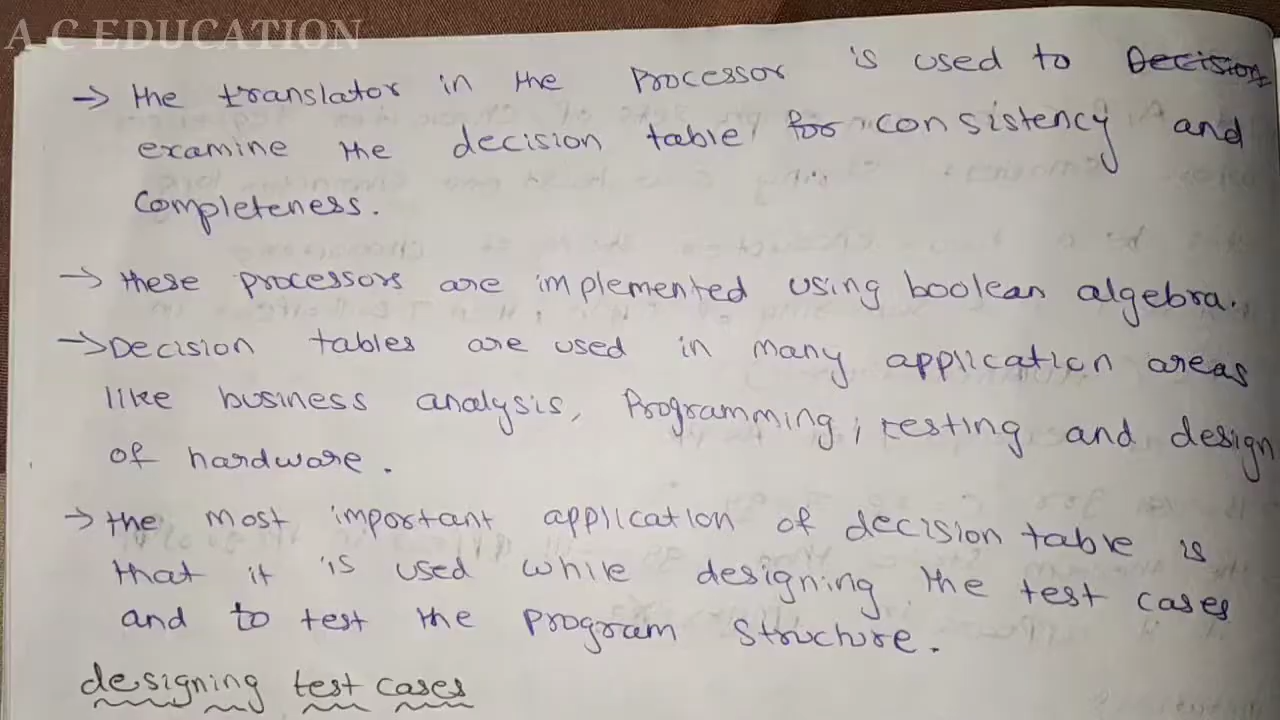 A C EDUCATION
→ the translator in the Processor is used to Decision
examine the decision table for consistency and
completeness.
→ these processors are implemented using boolean algebra.
→ Decision tables are used in many application areas
like business analysis, Programming, testing and design
of hardware.
→ the most important application of decision table is
that it is used while designing the test cases
and to test the program structure.
designing test cases